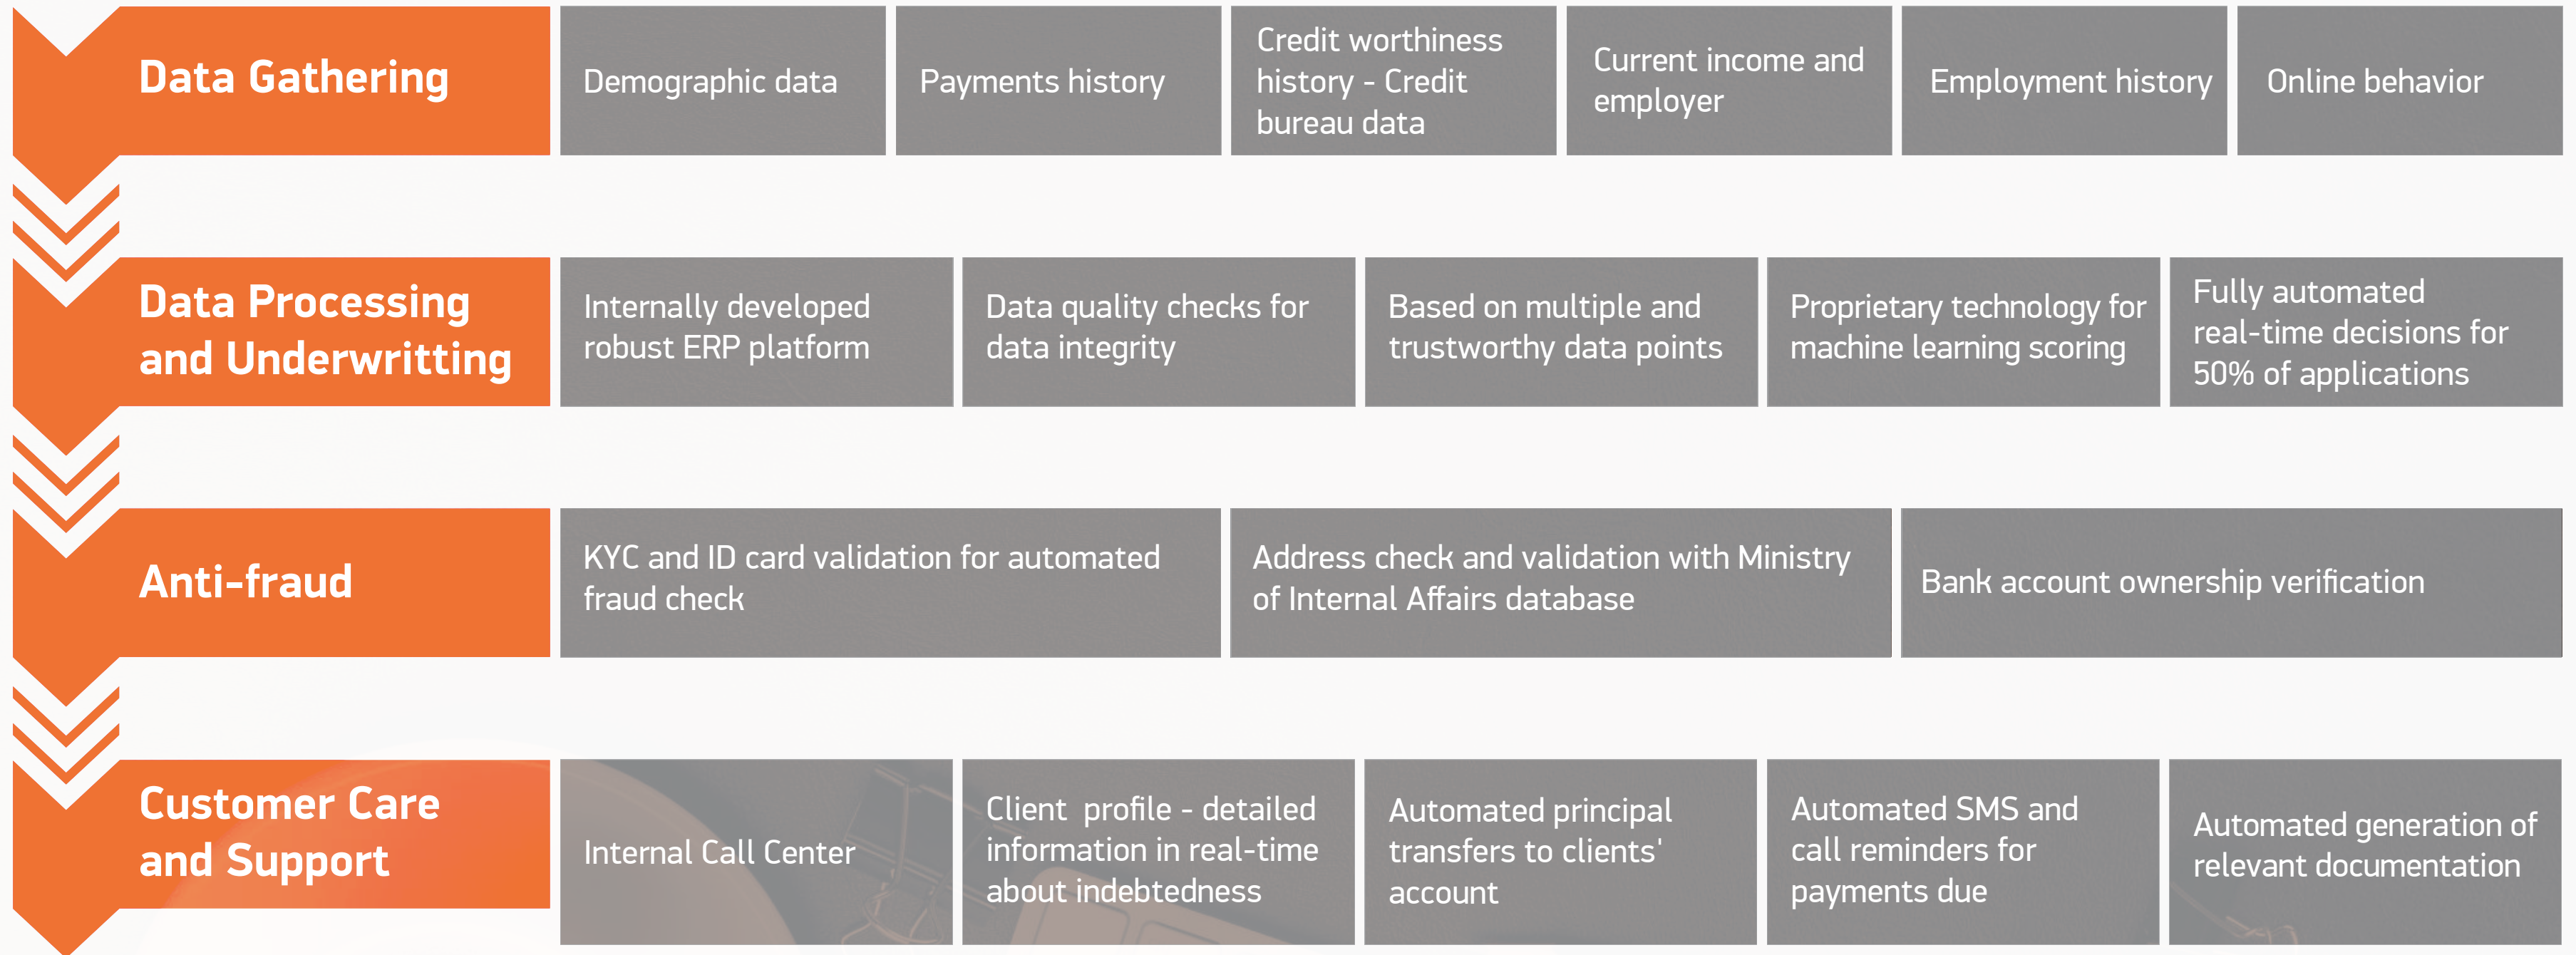 Data Gathering
Demographic data
Payments history
Credit worthiness
history - Credit
bureau data
Current income and
employer
Employment history
Online behavior
Data Processing
and Underwritting
Internally developed
robust ERP platform
Data quality checks for
data integrity
Based on multiple and
trustworthy data points
Proprietary technology for
machine learning scoring
Fully automated
real-time decisions for
50% of applications
Anti-fraud
KYC and ID card validation for automated
fraud check
Address check and validation with Ministry
of Internal Affairs database
Bank account ownership verification
Customer Care
and Support
Internal Call Center
Client  profile - detailed
information in real-time
about indebtedness
Automated principal
transfers to clients'
account
Automated SMS and
call reminders for
payments due
Automated generation of
relevant documentation